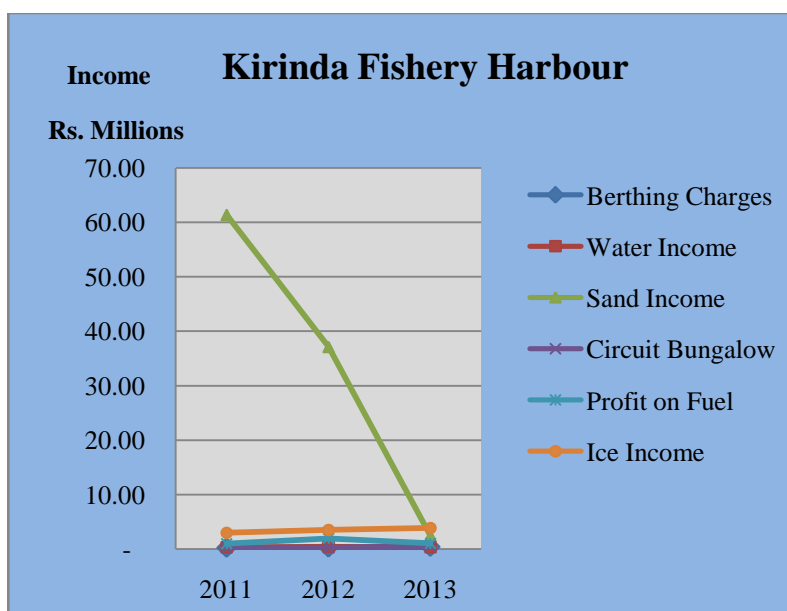 Kirinda Fishery Harbour
Income
Rs. Millions
70.00
60.00
50.00
40.00
30.00
20.00
10.00
-
2011 2012 2013
Berthing Charges
Water Income
Sand Income
Circuit Bungalow
Profit on Fuel
Ice Income